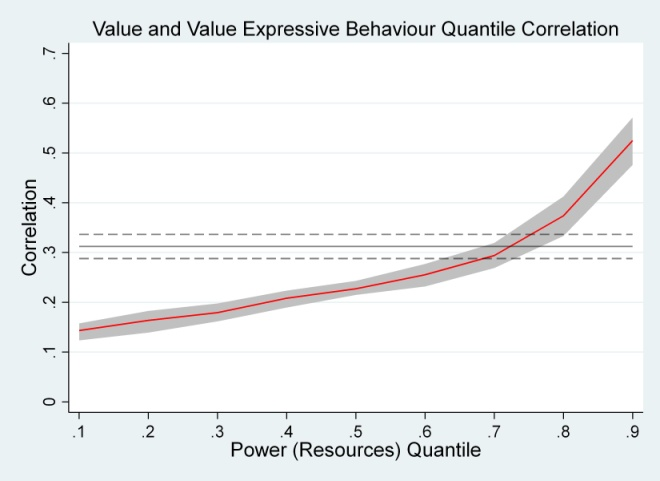 Value and Value Expressive Behaviour Quantile Correlation
.7
.6
.5
.4
.3
.2
.1
0
Correlation
.1 .2 .3 .4 .5 .6 .7 .8 .9
Power (Resources) Quantile